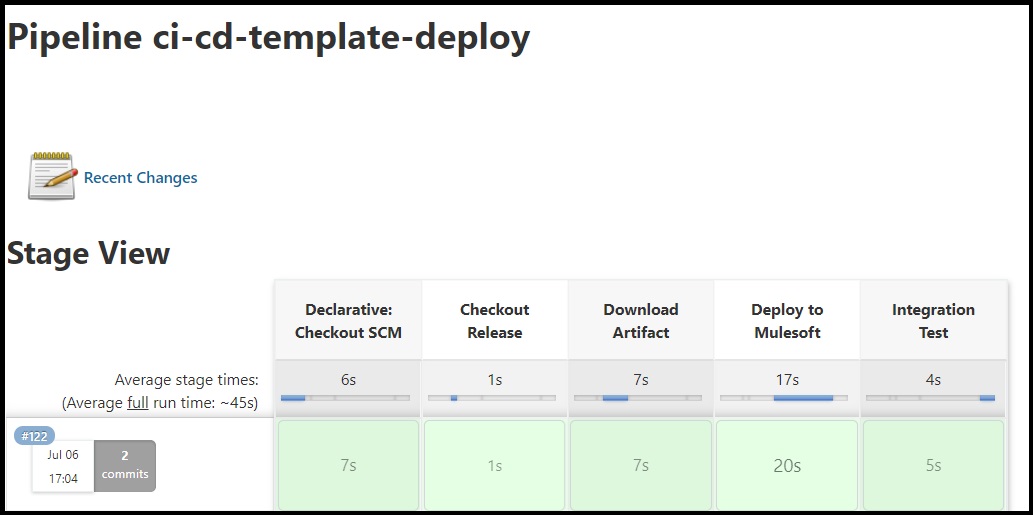 Pipeline ci-cd-template-deploy
Recent Changes
Stage View
Declarative:
Checkout SCM
Checkout
Release
Download
Artifact
Deploy to
Mulesoft
Integration
Test
Average stage times:
(Average full run time: ~45s)
6s
1s
7s
17s
4s
#122
Jul 06
17:04
2
commits
7s
1s
7s
20s
5s